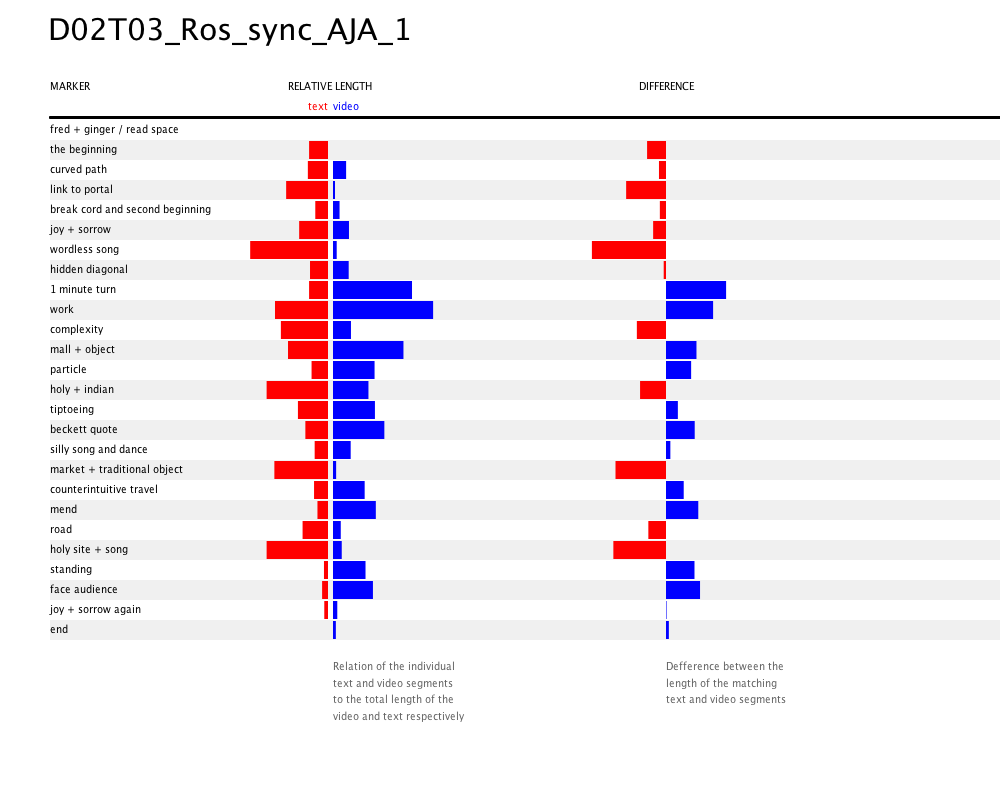 D02T03_Ros_sync_AJA_1
MARKER RELATIVE LENGTH DIFFERENCE
text video
fred + ginger / read space
the beginning
curved path
link to portal
break cord and second beginning
joy + sorrow
wordless song
hidden diagonal
1 minute turn
work
complexity
mall + object
particle
holy + indian
tiptoeing
beckett quote
silly song and dance
market + traditional object
counterintuitive travel
mend
road
holy site + song
standing
face audience
joy + sorrow again
end
Relation of the individual
text and video segments
to the total length of the
video and text respectively
Defference between the
length of the matching
text and video segments